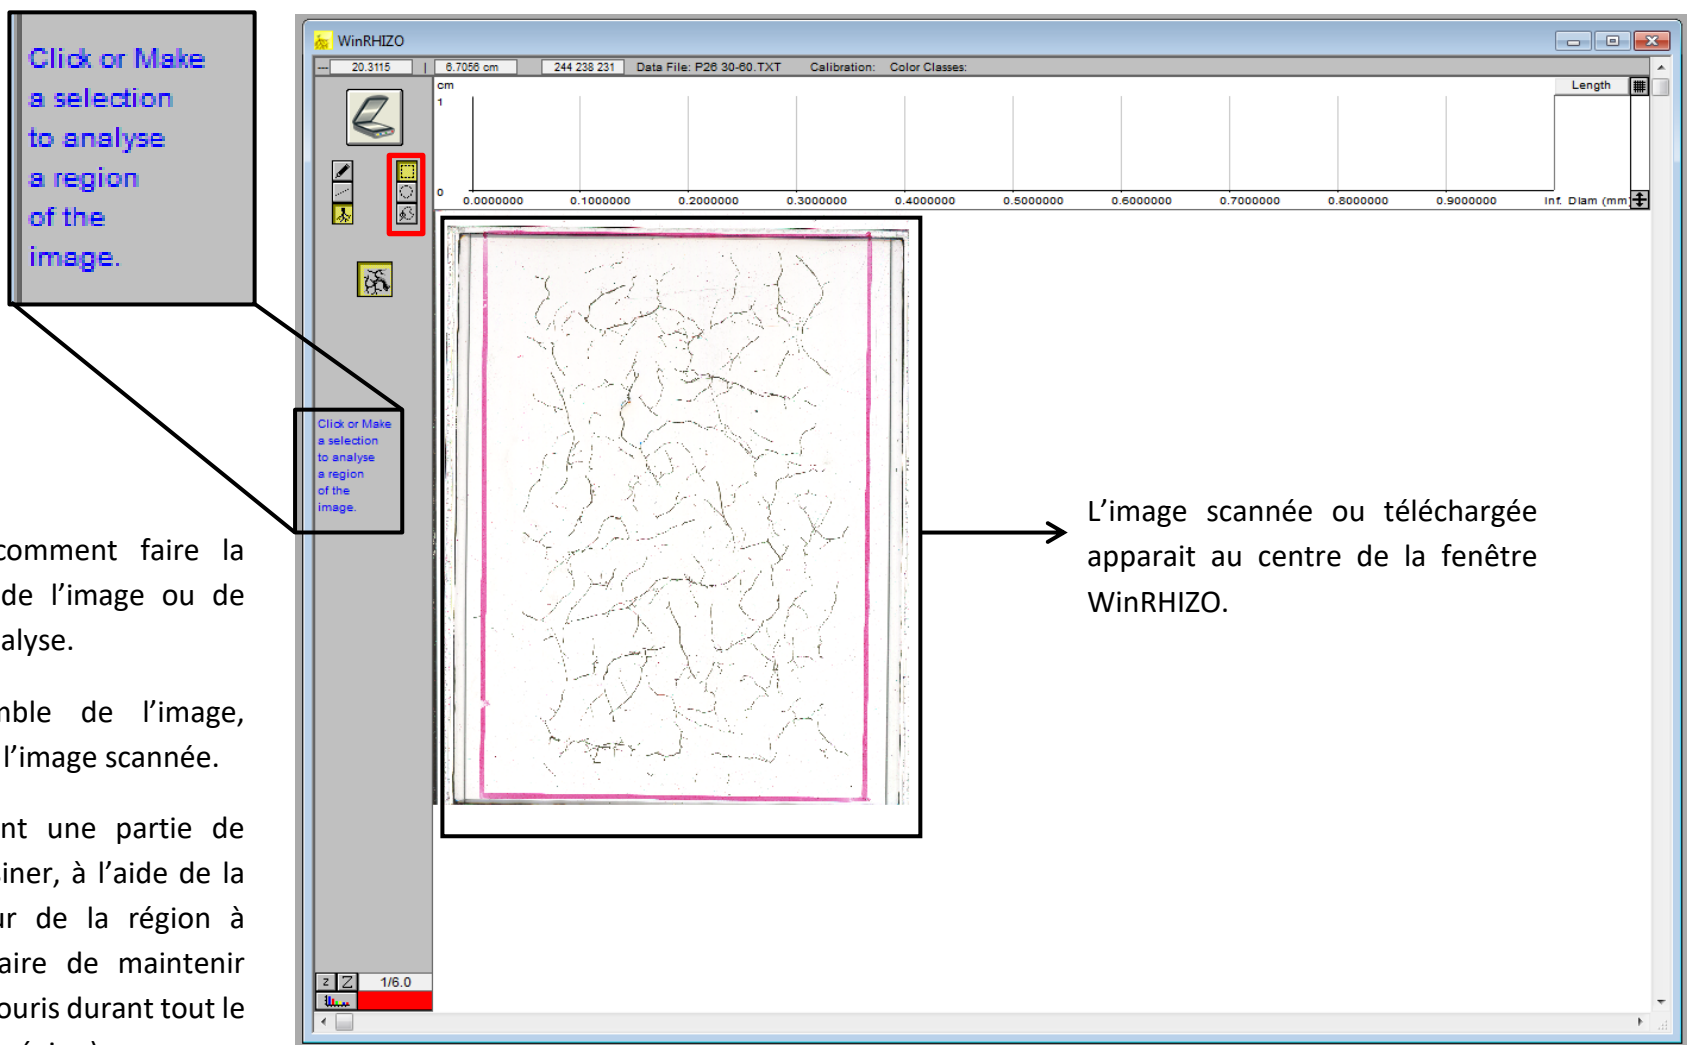 Click or Make
a selection
to analyse
a region
of the
image.
WinRHIZO
20.3115 | 6.7056 cm 244 238 231 Data File: P26 30-60.TXT Calibration: Color Classes:
cm
1
0
Length
0.0000000 0.1000000 0.2000000 0.3000000 0.4000000 0.5000000 0.6000000 0.7000000 0.8000000 0.9000000 Inf. Diam (mm)
Click or Make
a selection
to analyse
a region
of the
image.
z Z 1/6.0
comment faire la
de l’image ou de
alyse.
mble de l’image,
l’image scannée.
nt une partie de
siner, à l’aide de la
ur de la région à
aire de maintenir
ouris durant tout le
L’image scannée ou téléchargée
apparait au centre de la fenêtre
WinRHIZO.